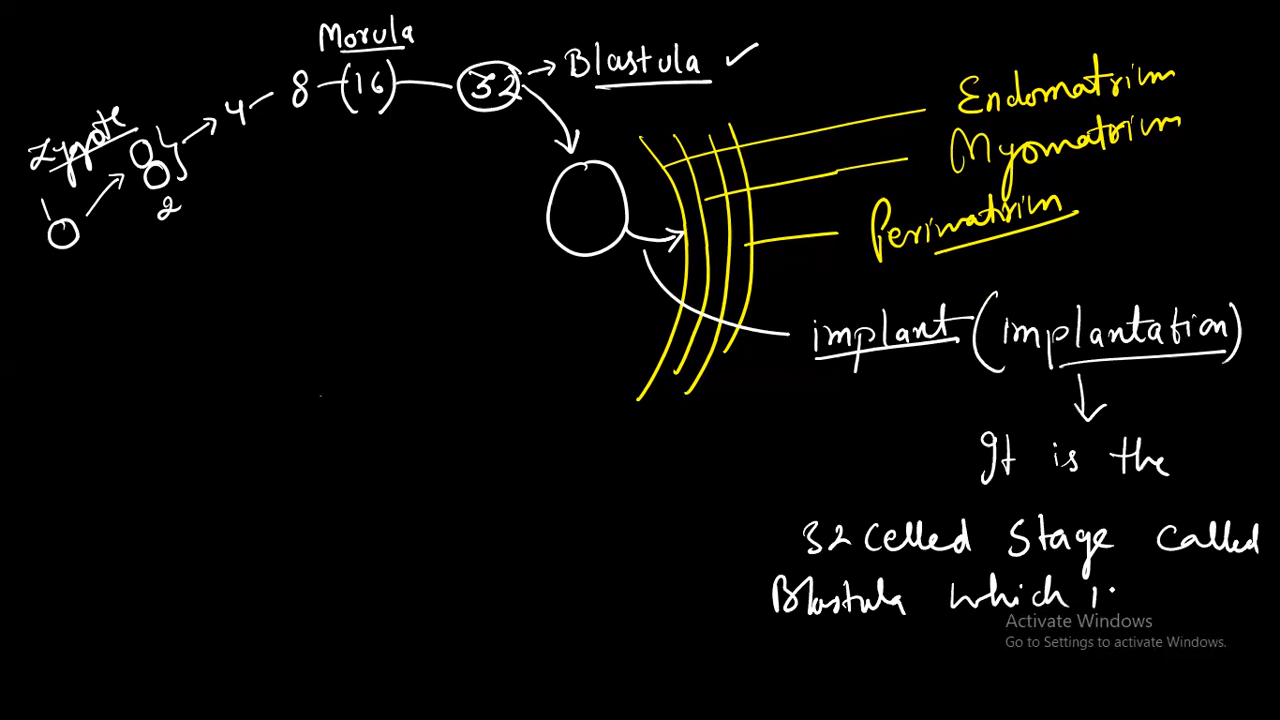 Morula
Zygote
2
4 8 (16) 32 Blastula
Endomatrium
Myomatrium
Perimatrium
implant (implantation)
It is the
32 Celled Stage Called
Blastula which i
Activate Windows
Go to Settings to activate Windows.